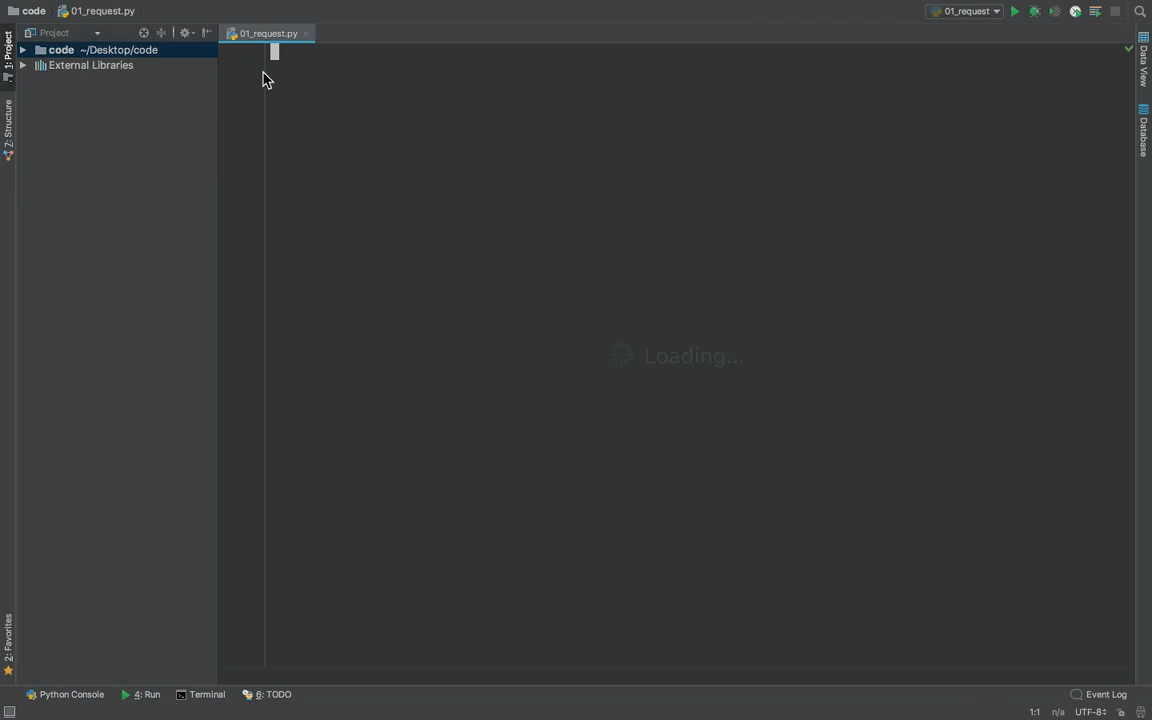 code 01_request.py 01_request
Project 01_request.py
1: Project
code ~/Desktop/code
External Libraries
Z: Structure
Data View
Database
Loading...
2: Favorites
Python Console 4: Run Terminal 6: TODO Event Log
1:1 n/a UTF-8